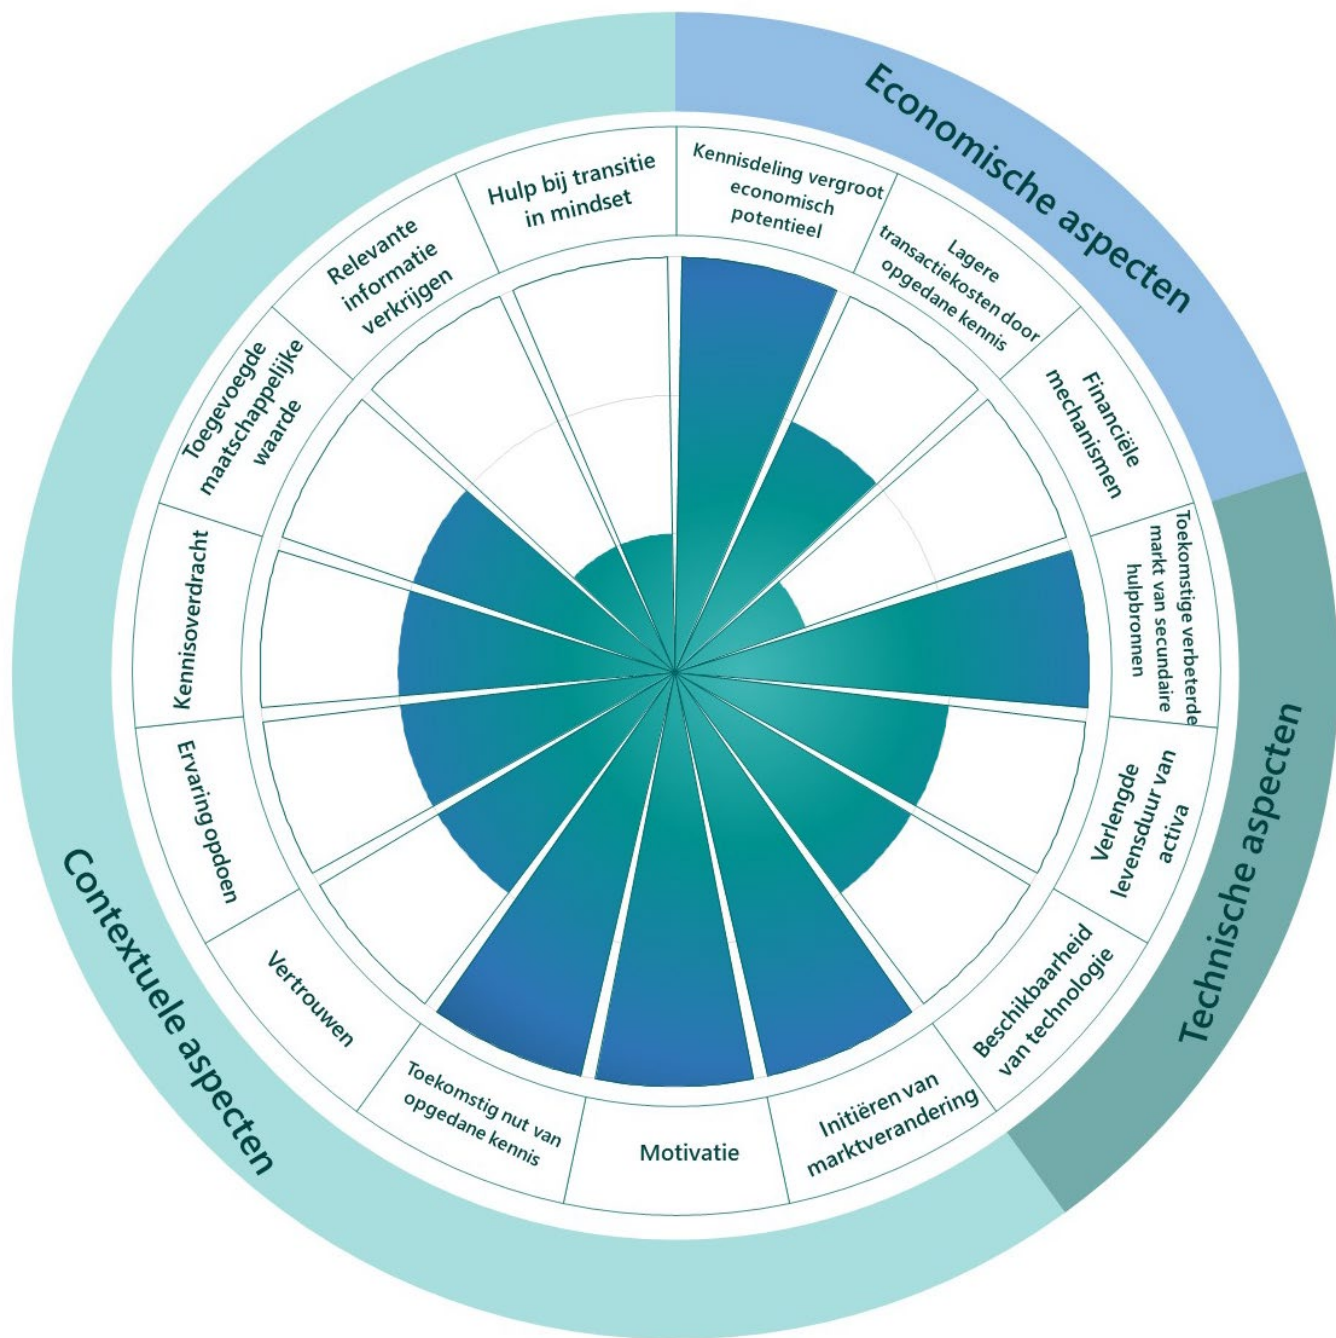 Economische aspecten
Kennisdeling vergroot
economisch
potentieel
Lagere
transactiekosten door
opgedane kennis
Financiële
mechanismen
Technische aspecten
Toekomstige verbeterde
markt van secundaire
hulpbronnen
Verlengde
levensduur van
activa
Beschikbaarheid
van technologie
Contextuele aspecten
Initiëren van
marktverandering
Motivatie
Toekomstig nut van
opgedane kennis
Vertrouwen
Ervaring opdoen
Kennisoverdracht
Toegevoegde
maatschappelijke
waarde
Relevante
informatie
verkrijgen
Hulp bij transitie
in mindset